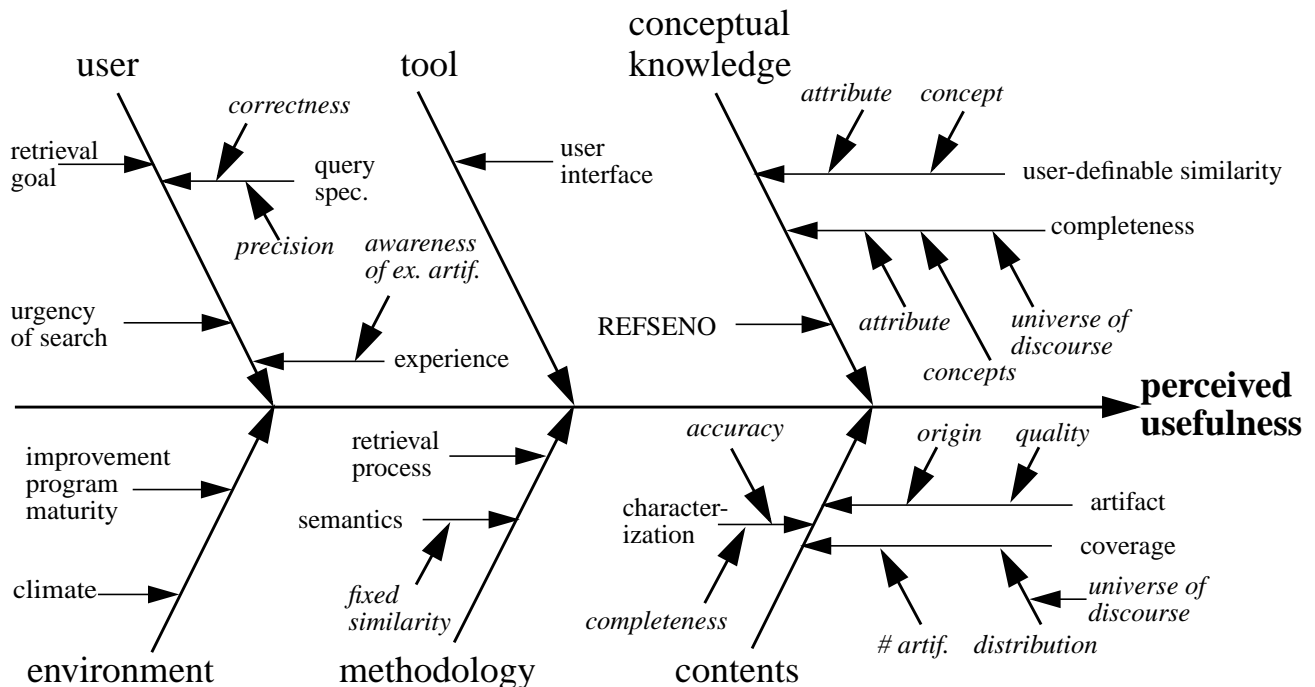 user
tool
conceptual
knowledge
correctness
attribute
concept
retrieval
goal
query
spec.
user
interface
user-definable similarity
precision
awareness
of ex. artif.
completeness
urgency
of search
experience
REFSENO
attribute
universe of
discourse
concepts
perceived
usefulness
improvement
program
maturity
retrieval
process
accuracy
origin
quality
semantics
character-
ization
artifact
coverage
climate
fixed
similarity
completeness
# artif.
distribution
universe of
discourse
environment
methodology
contents